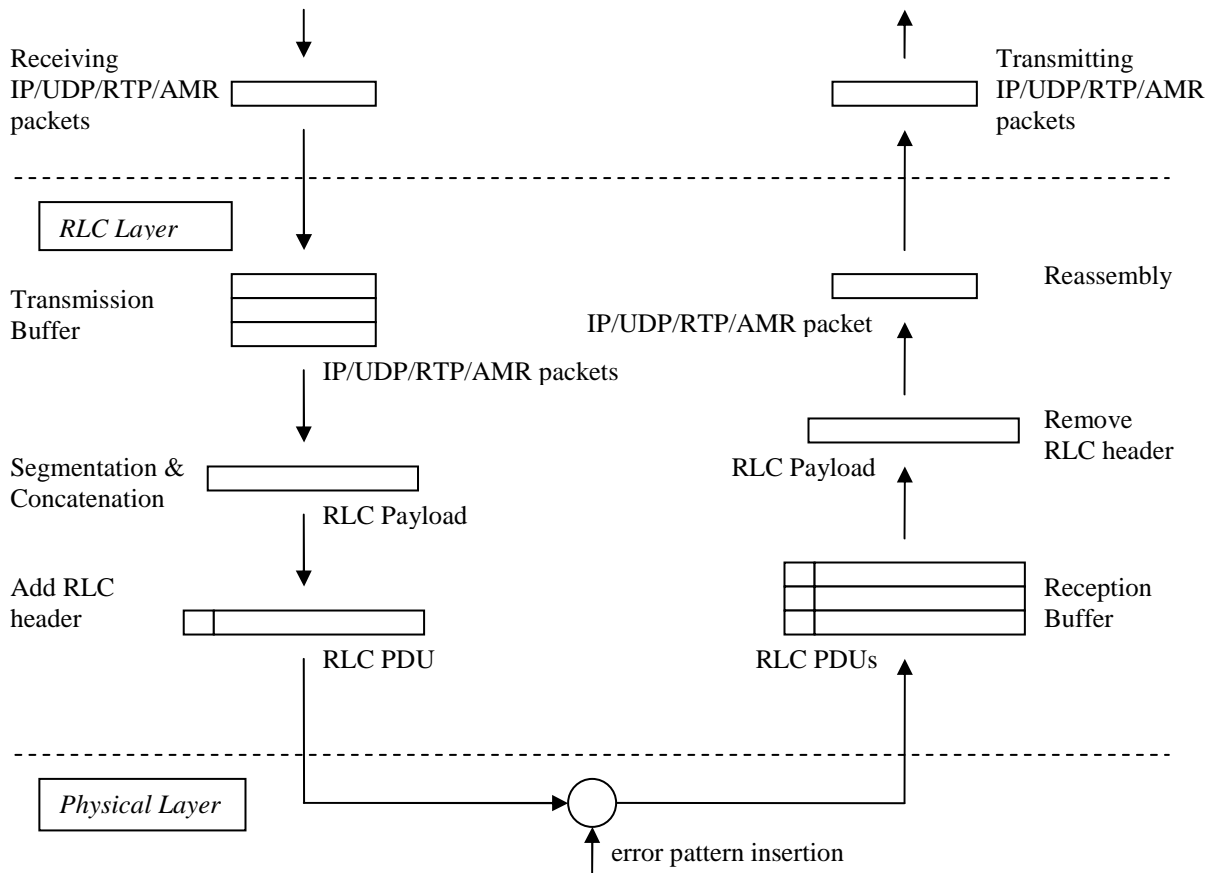 Receiving
IP/UDP/RTP/AMR
packets
Transmitting
IP/UDP/RTP/AMR
packets
RLC Layer
Transmission
Buffer
IP/UDP/RTP/AMR packets
Reassembly
IP/UDP/RTP/AMR packet
Segmentation &
Concatenation
RLC Payload
Remove
RLC header
RLC Payload
Add RLC
header
RLC PDU
Reception
Buffer
RLC PDUs
Physical Layer
error pattern insertion